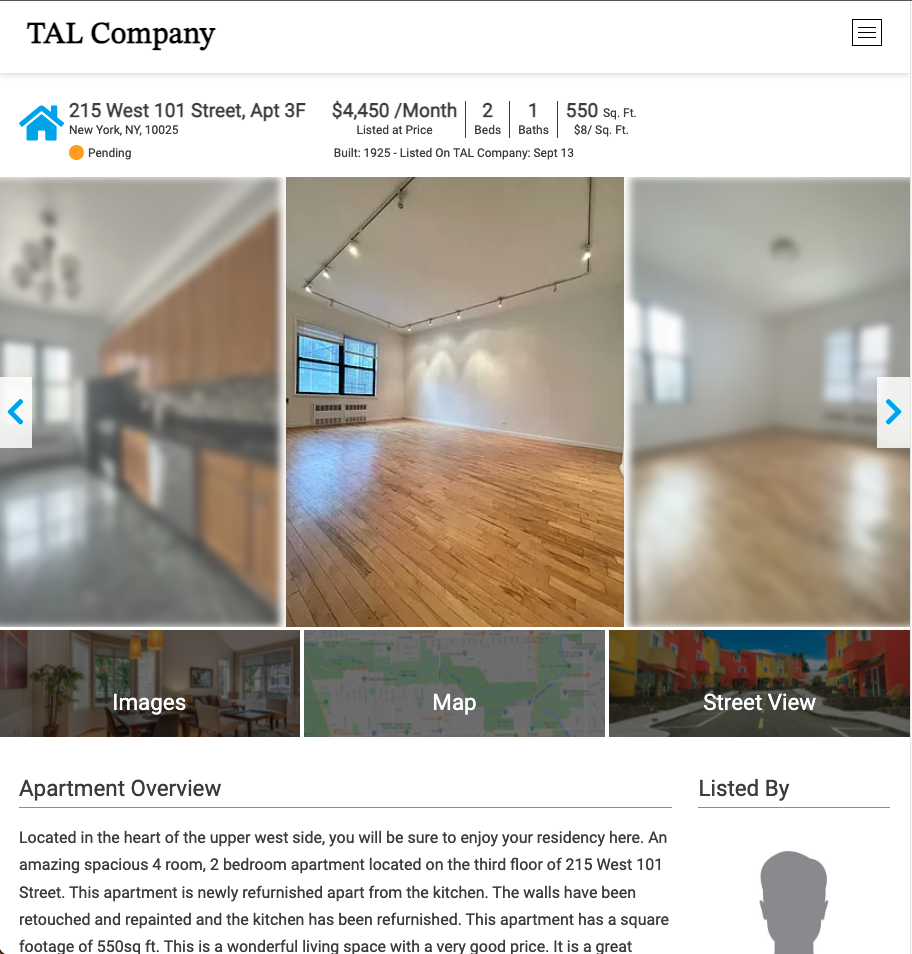 TAL Company
215 West 101 Street, Apt 3F
New York, NY, 10025
Pending
$4,450 /Month
Listed at Price
2
Beds
1
Baths
550 Sq. Ft.
$8/ Sq. Ft.
Built: 1925 - Listed On TAL Company: Sept 13
Images
Map
Street View
Apartment Overview
Located in the heart of the upper west side, you will be sure to enjoy your residency here. An
amazing spacious 4 room, 2 bedroom apartment located on the third floor of 215 West 101
Street. This apartment is newly refurnished apart from the kitchen. The walls have been
retouched and repainted and the kitchen has been refurnished. This apartment has a square
footage of 550sq ft. This is a wonderful living space with a very good price. It is a great
Listed By